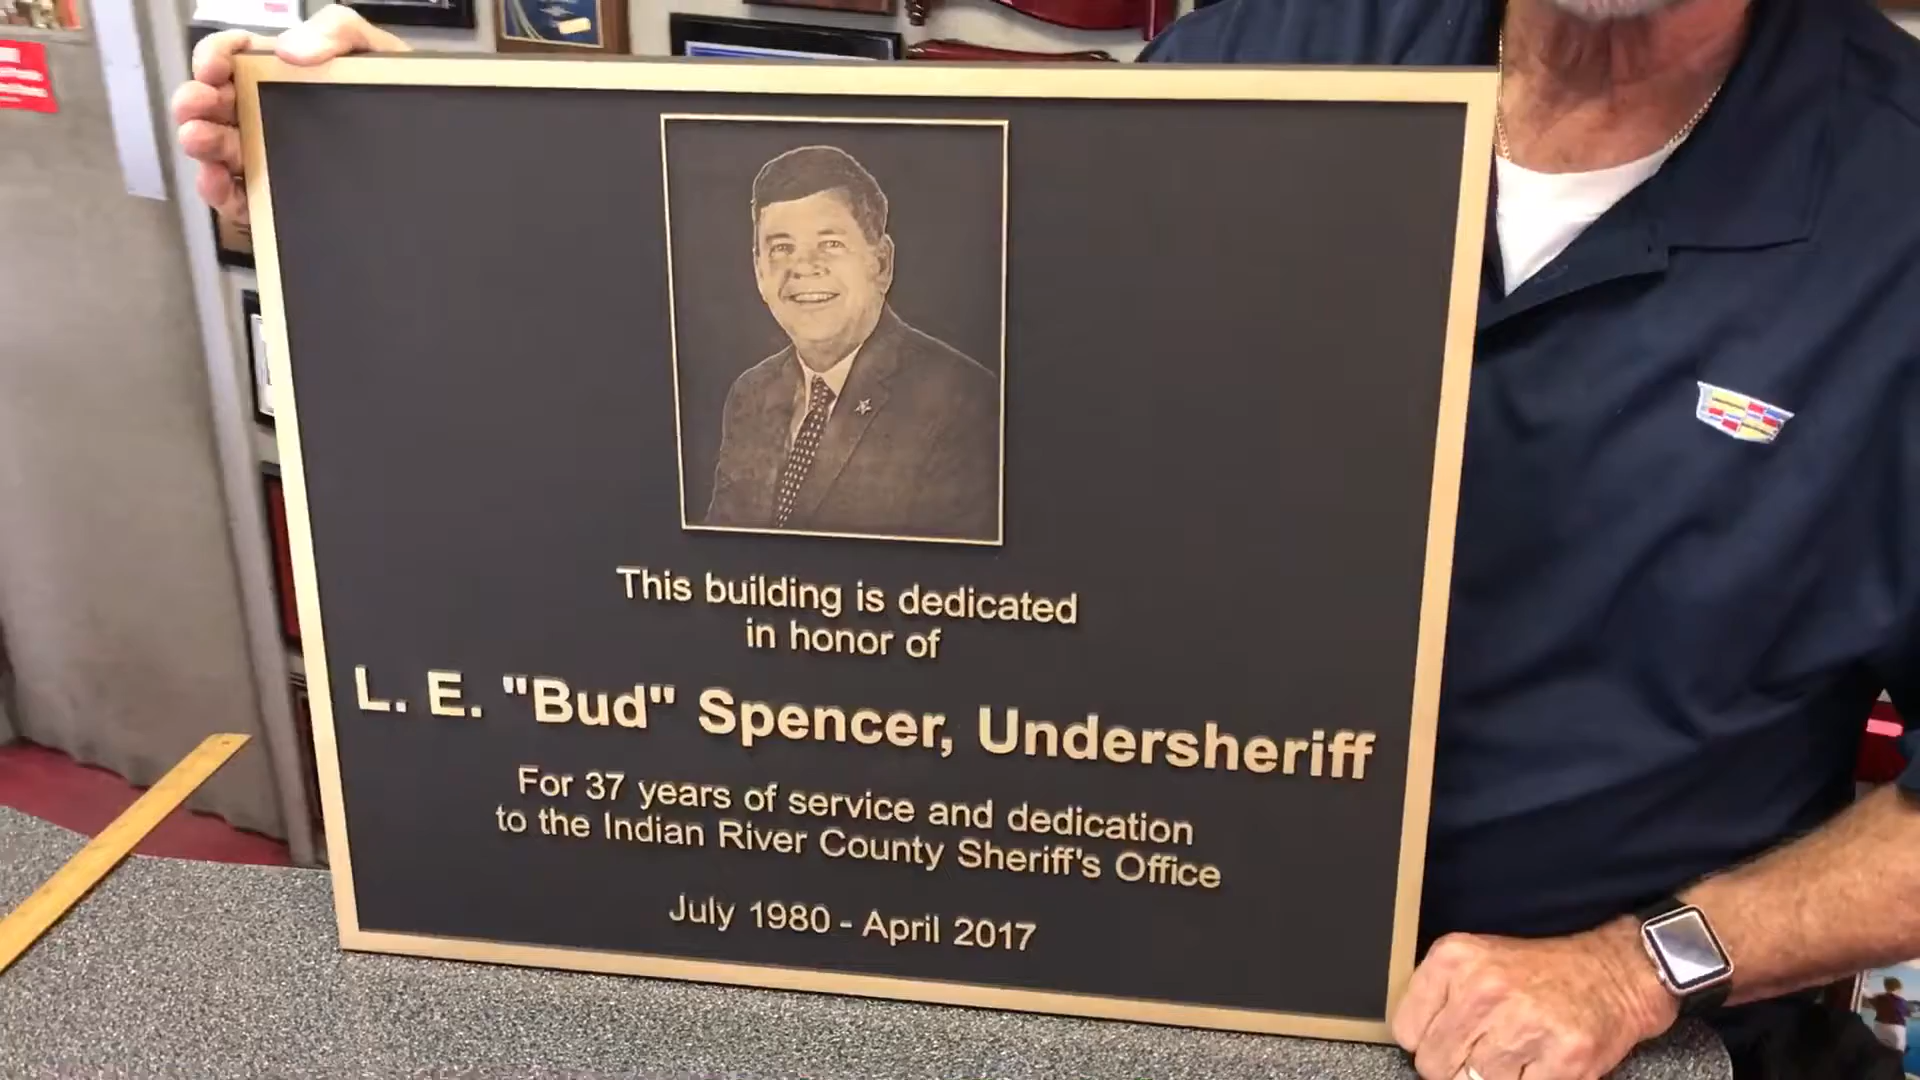 This building is dedicated
in honor of
L. E. "Bud" Spencer, Undersheriff
For 37 years of service and dedication
to the Indian River County Sheriff's Office
July 1980 - April 2017